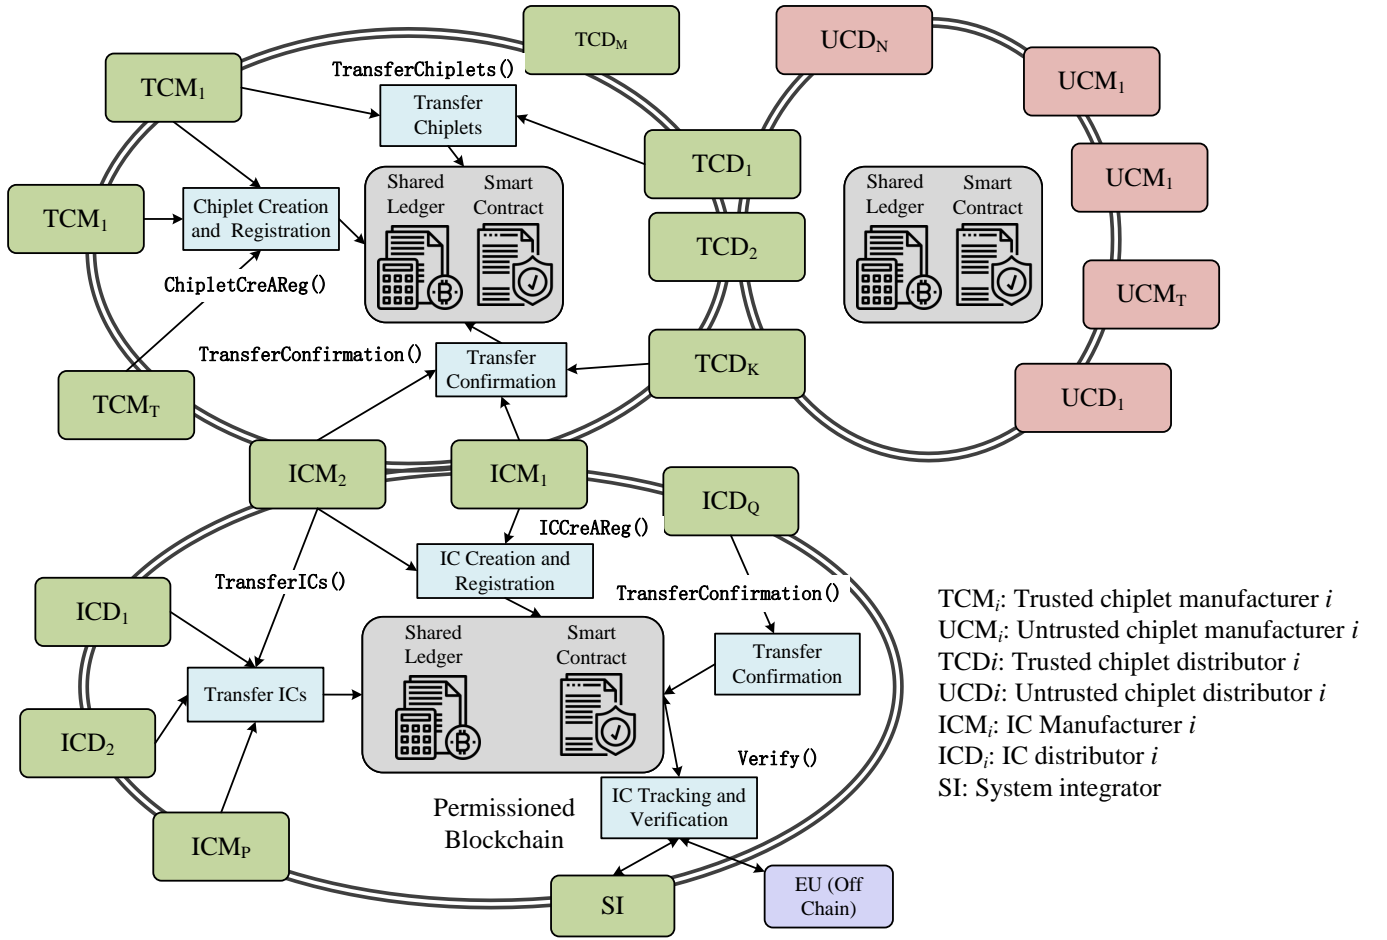 TCD_M
UCD_N
TCM_1
TransferChiplets()
Transfer
Chiplets
UCM_1
TCD_1
UCM_1
TCM_1
Chiplet Creation
and Registration
Shared
Ledger
Smart
Contract
TCD_2
Shared
Ledger
Smart
Contract
ChipletCreAReg()
UCM_T
TransferConfirmation()
Transfer
Confirmation
TCD_K
TCM_T
UCD_1
ICM_2
ICM_1
ICD_Q
ICCreAReg()
IC Creation and
Registration
TransferICs()
TransferConfirmation()
ICD_1
Shared
Ledger
Smart
Contract
Transfer
Confirmation
Transfer ICs
ICD_2
Verify()
IC Tracking and
Verification
Permissioned
Blockchain
ICM_P
SI
EU (Off
Chain)
TCM_i: Trusted chiplet manufacturer i
UCM_i: Untrusted chiplet manufacturer i
TCDi: Trusted chiplet distributor i
UCDi: Untrusted chiplet distributor i
ICM_i: IC Manufacturer i
ICD_i: IC distributor i
SI: System integrator